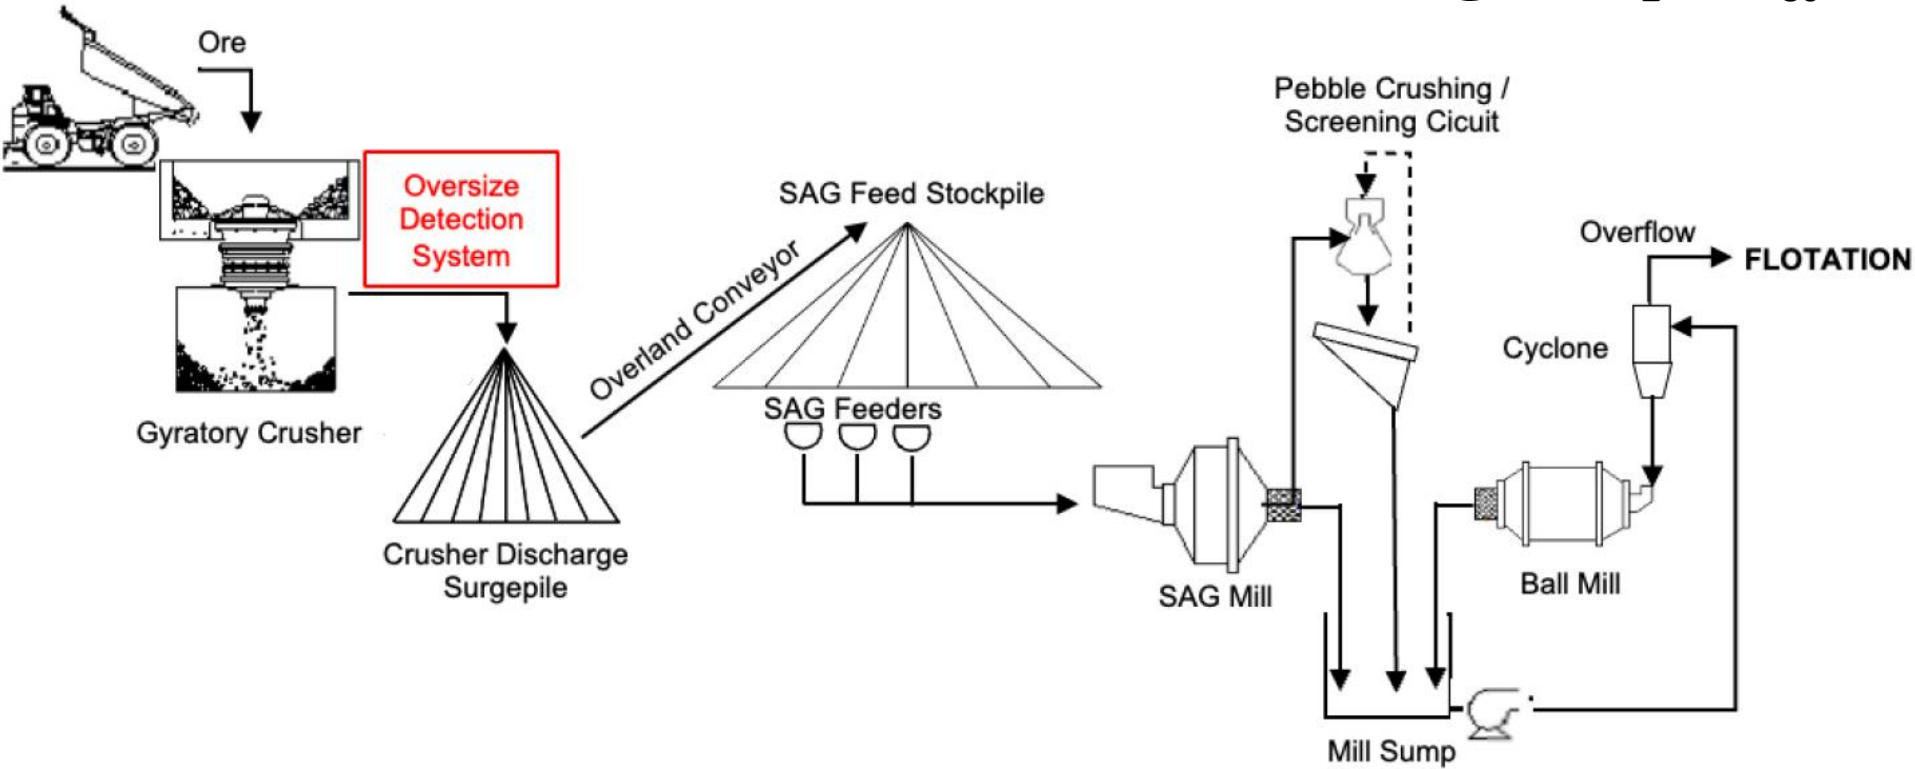 Ore
Oversize
Detection
System
Gyratory Crusher
Crusher Discharge
Surgepile
Overland Conveyor
SAG Feed Stockpile
SAG Feeders
SAG Mill
Pebble Crushing /
Screening Cicuit
Overflow
FLOTATION
Cyclone
Ball Mill
Mill Sump